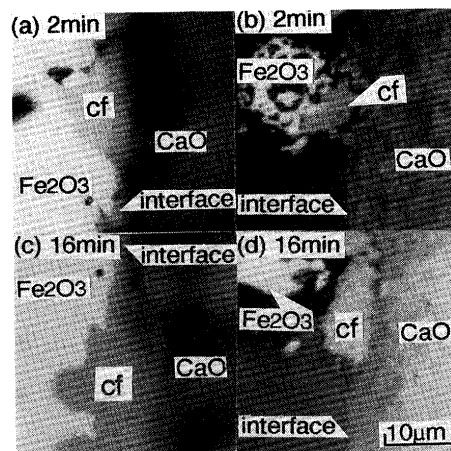 (a) 2min
cf
CaO
Fe2O3
interface
(b) 2min
Fe2O3
cf
CaO
interface
(c) 16min
interface
Fe2O3
CaO
cf
(d) 16min
Fe2O3
cf
CaO
interface
10μm